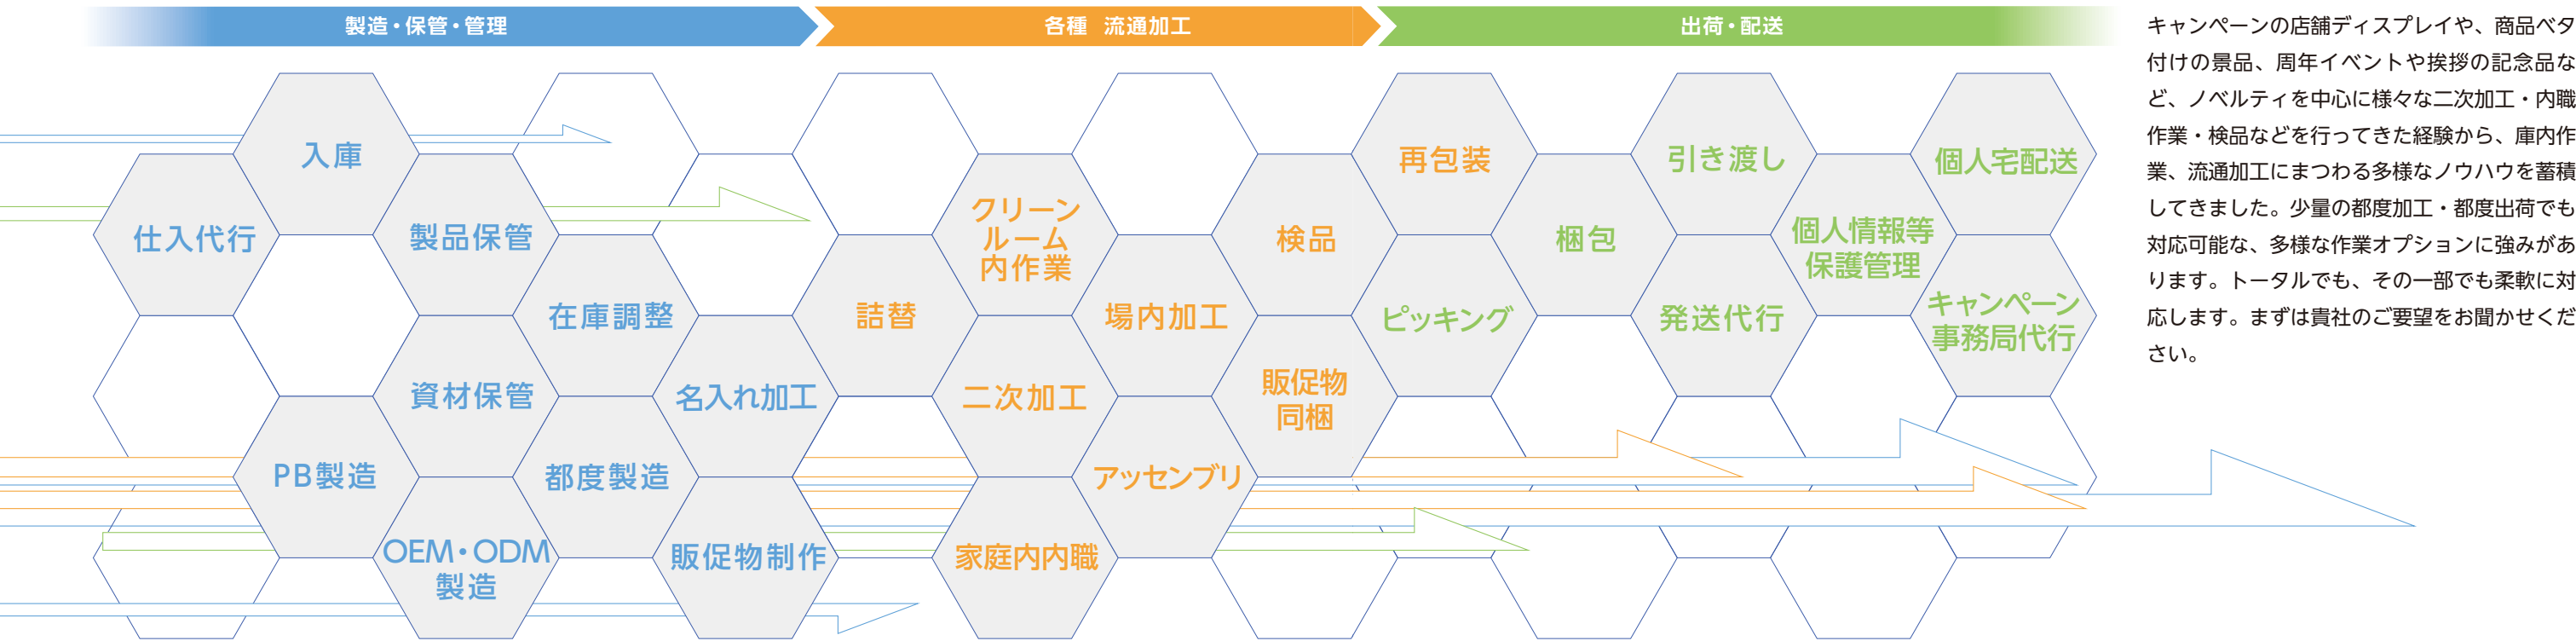 製造・保管・管理
各種 流通加工
出荷・配送
入庫
仕入代行
製品保管
在庫調整
資材保管
名入れ加工
PB製造
都度製造
OEM・ODM
製造
販促物制作
クリーン
ルーム
内作業
詰替
場内加工
検品
二次加工
販促物
同梱
アッセンブリ
家庭内内職
再包装
ピッキング
梱包
引き渡し
発送代行
個人情報等
保護管理
個人宅配送
キャンペーン
事務局代行
キャンペーンの店舗ディスプレイや、商品ベタ
付けの景品、周年イベントや挨拶の記念品な
ど、ノベルティを中心に様々な二次加工・内職
作業・検品などを行ってきた経験から、庫内作
業、流通加工にまつわる多様なノウハウを蓄積
してきました。少量の都度加工・都度出荷でも
対応可能な、多様な作業オプションに強みがあ
ります。トータルでも、その一部でも柔軟に対
応します。まずは貴社のご要望をお聞かせくだ
さい。